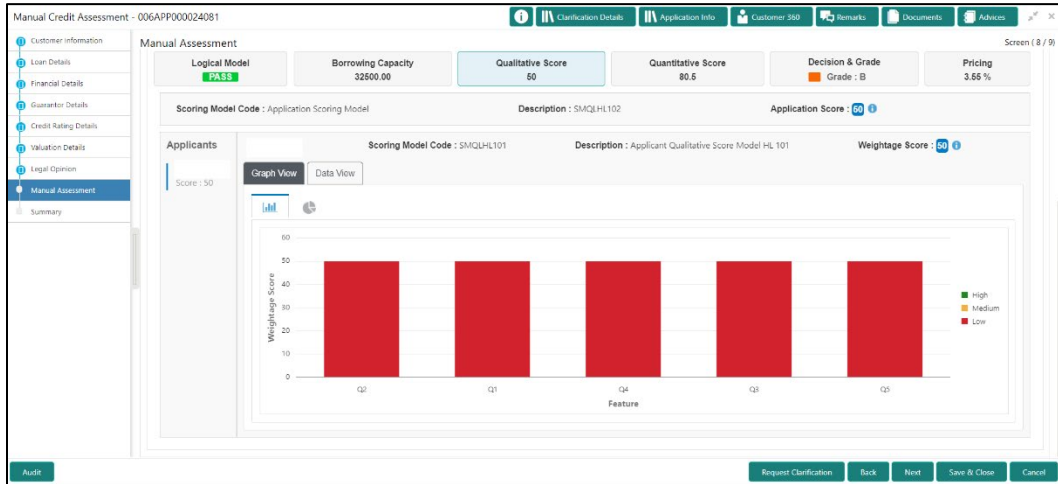 Manual Credit Assessment - 006APP000024081
Clarification Details
Application Info
Customer 360
Remarks
Documents
Advices
Customer Information
Loan Details
Financial Details
Guarantor Details
Credit Rating Details
Valuation Details
Legal Opinion
Manual Assessment
Summary
Manual Assessment
Screen ( 8 / 9)
Logical Model
PASS
Borrowing Capacity
32500.00
Qualitative Score
50
Quantitative Score
80.5
Decision & Grade
Grade : B
Pricing
3.55 %
Scoring Model Code : Application Scoring Model
Description : SMQLHL102
Application Score : 50
Applicants
Score : 50
Scoring Model Code : SMQLHL101
Description : Applicant Qualitative Score Model HL 101
Weightage Score : 50
Graph View
Data View
60
50
40
30
20
10
0
Weightage Score
Q2
Q1
Q4
Q3
Q5
Feature
High
Medium
Low
Audit
Request Clarification
Back
Next
Save & Close
Cancel